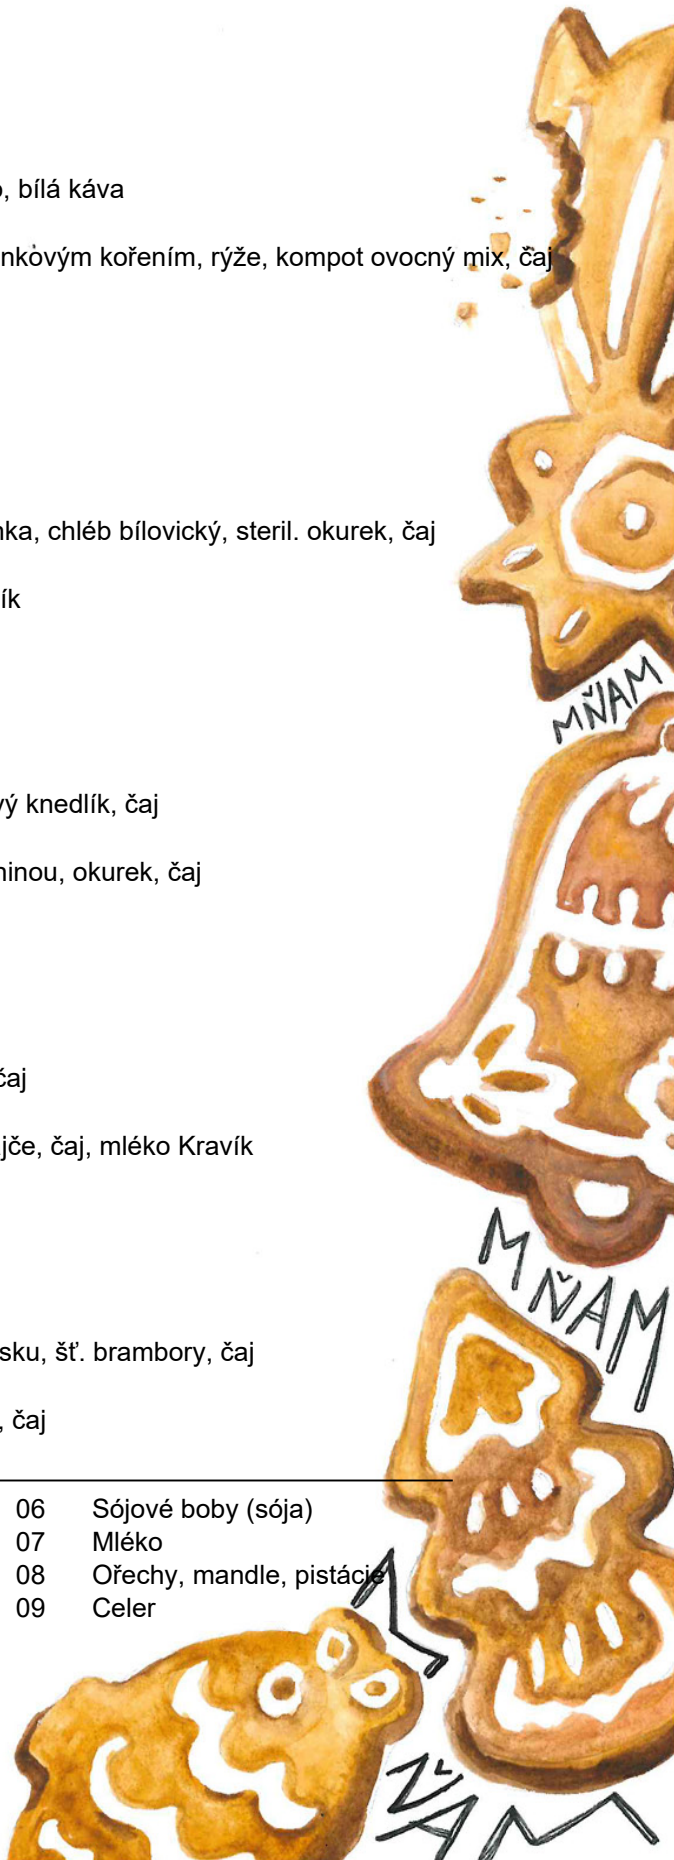 , bílá káva
nkovým kořením, rýže, kompot ovocný mix, čaj
nka, chléb bílovický, steril. okurek, čaj
ík
MŇAM
vý knedlík, čaj
ninou, okurek, čaj
čaj
jče, čaj, mléko Kravík
MŇAM
sku, šť. brambory, čaj
, čaj
06 Sójové boby (sója)
07 Mléko
08 Ořechy, mandle, pistácie
09 Celer
MŇAM